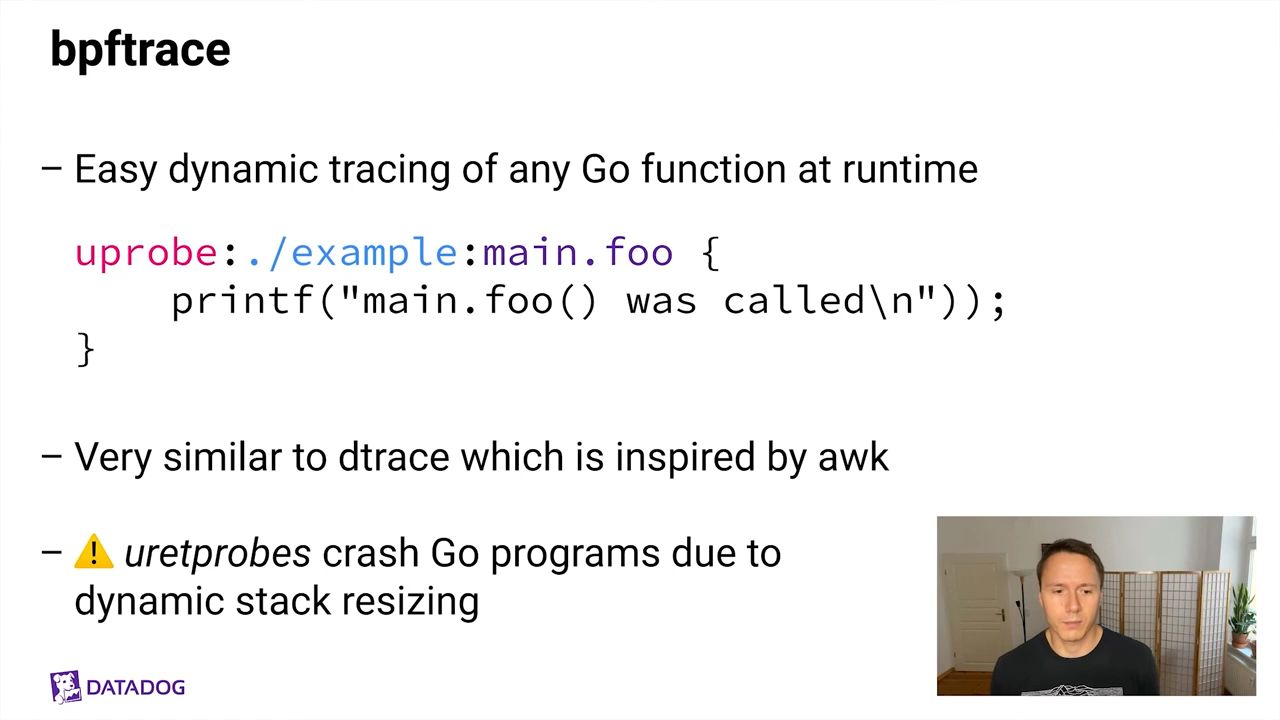 bpftrace
– Easy dynamic tracing of any Go function at runtime
uprobe:./example:main.foo {
    printf("main.foo() was called\n"));
}
– Very similar to dtrace which is inspired by awk
– ⚠️ uretprobes crash Go programs due to
dynamic stack resizing
DATADOG